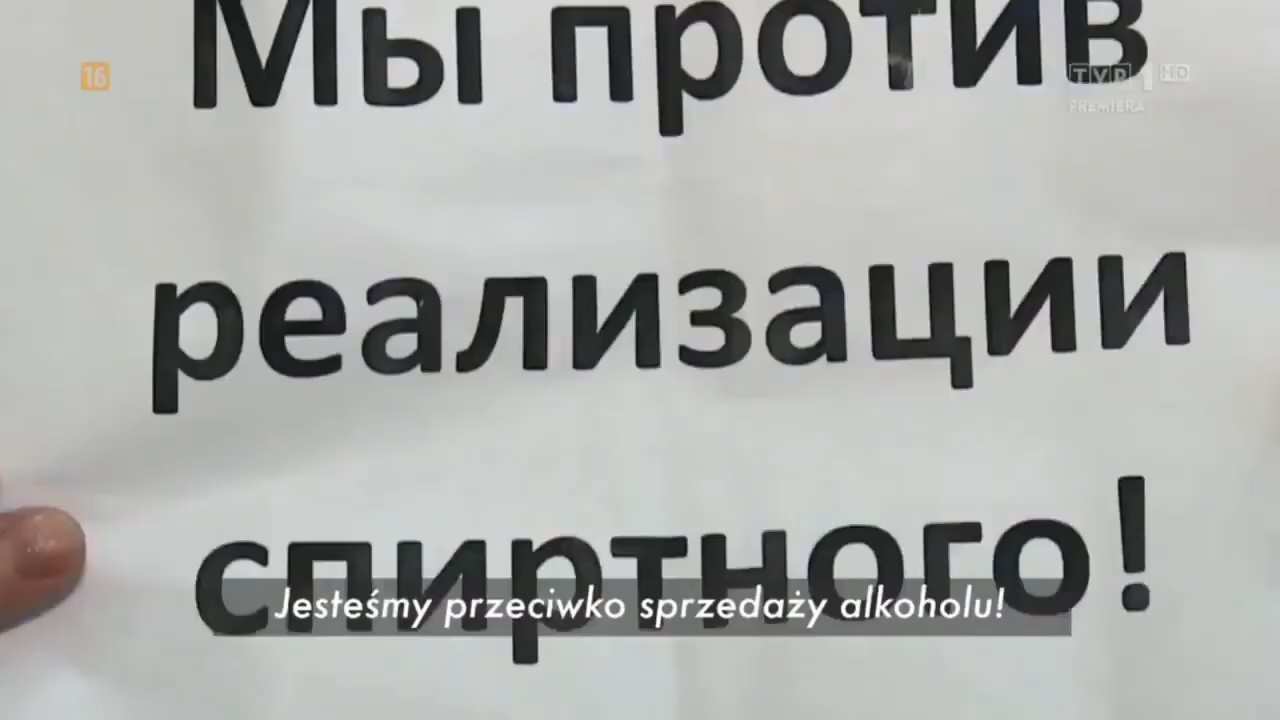 Мы против
16
TVP1 HD
PREMIERA
реализации
спиртного!
Jesteśmy przeciwko sprzedaży alkoholu!